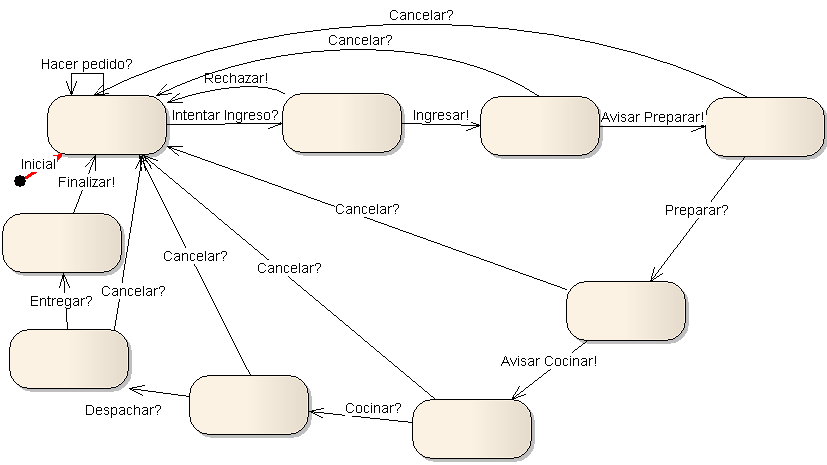 Cancelar?
Cancelar?
Hacer pedido?
Rechazar!
Intentar Ingreso?
Ingresar!
Avisar Preparar!
Inicial
Finalizar!
Cancelar?
Preparar?
Cancelar?
Cancelar?
Cancelar?
Entregar?
Avisar Cocinar!
Despachar?
Cocinar?